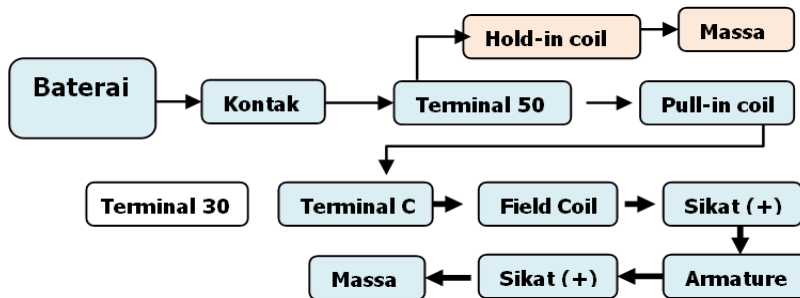 Hold-in coil
Massa
Baterai
Kontak
Terminal 50
Pull-in coil
Terminal 30
Terminal C
Field Coil
Sikat (+)
Massa
Sikat (+)
Armature